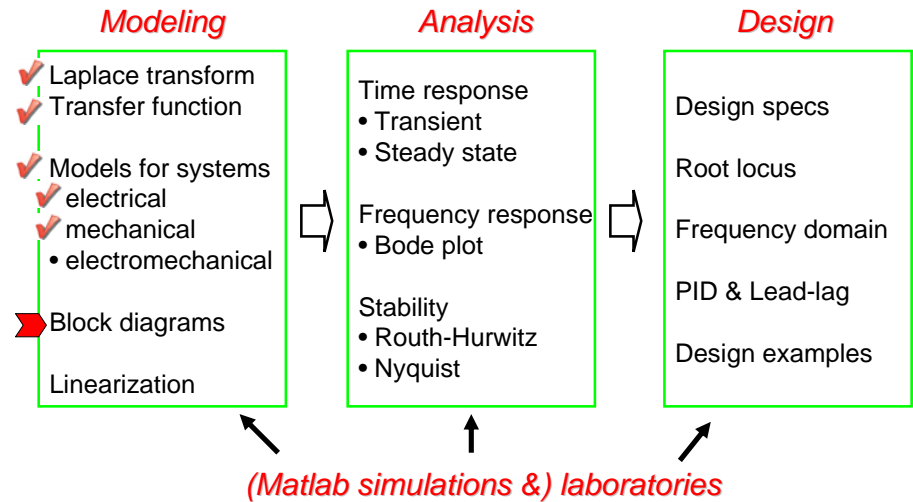 Modeling
Laplace transform
Transfer function
Models for systems
electrical
mechanical
• electromechanical
Block diagrams
Linearization
Analysis
Time response
• Transient
• Steady state
Frequency response
• Bode plot
Stability
• Routh-Hurwitz
• Nyquist
Design
Design specs
Root locus
Frequency domain
PID & Lead-lag
Design examples
(Matlab simulations &) laboratories